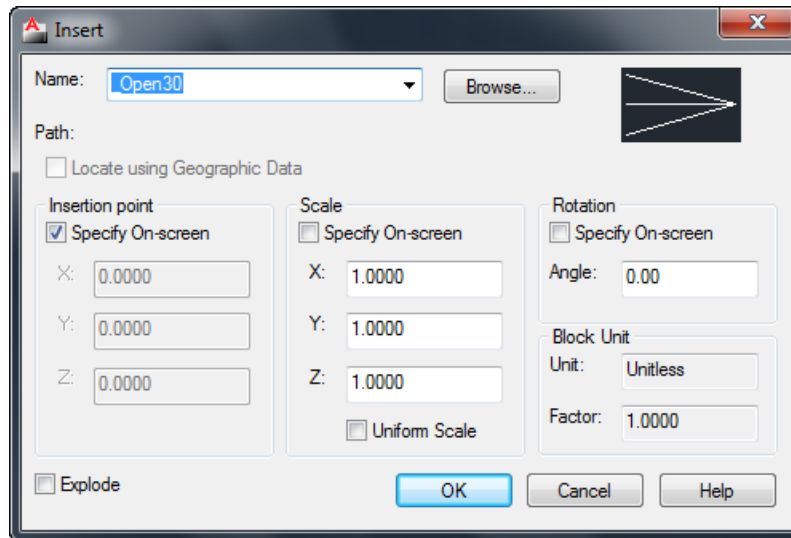 Insert
Name: _Open30 Browse...
Path:
Locate using Geographic Data
Insertion point Scale Rotation
Specify On-screen Specify On-screen Specify On-screen
X: 0.0000 X: 1.0000 Angle: 0.00
Y: 0.0000 Y: 1.0000 Block Unit
Unit: Unitless
Z: 0.0000 Z: 1.0000
Factor: 1.0000
Uniform Scale
Explode OK Cancel Help